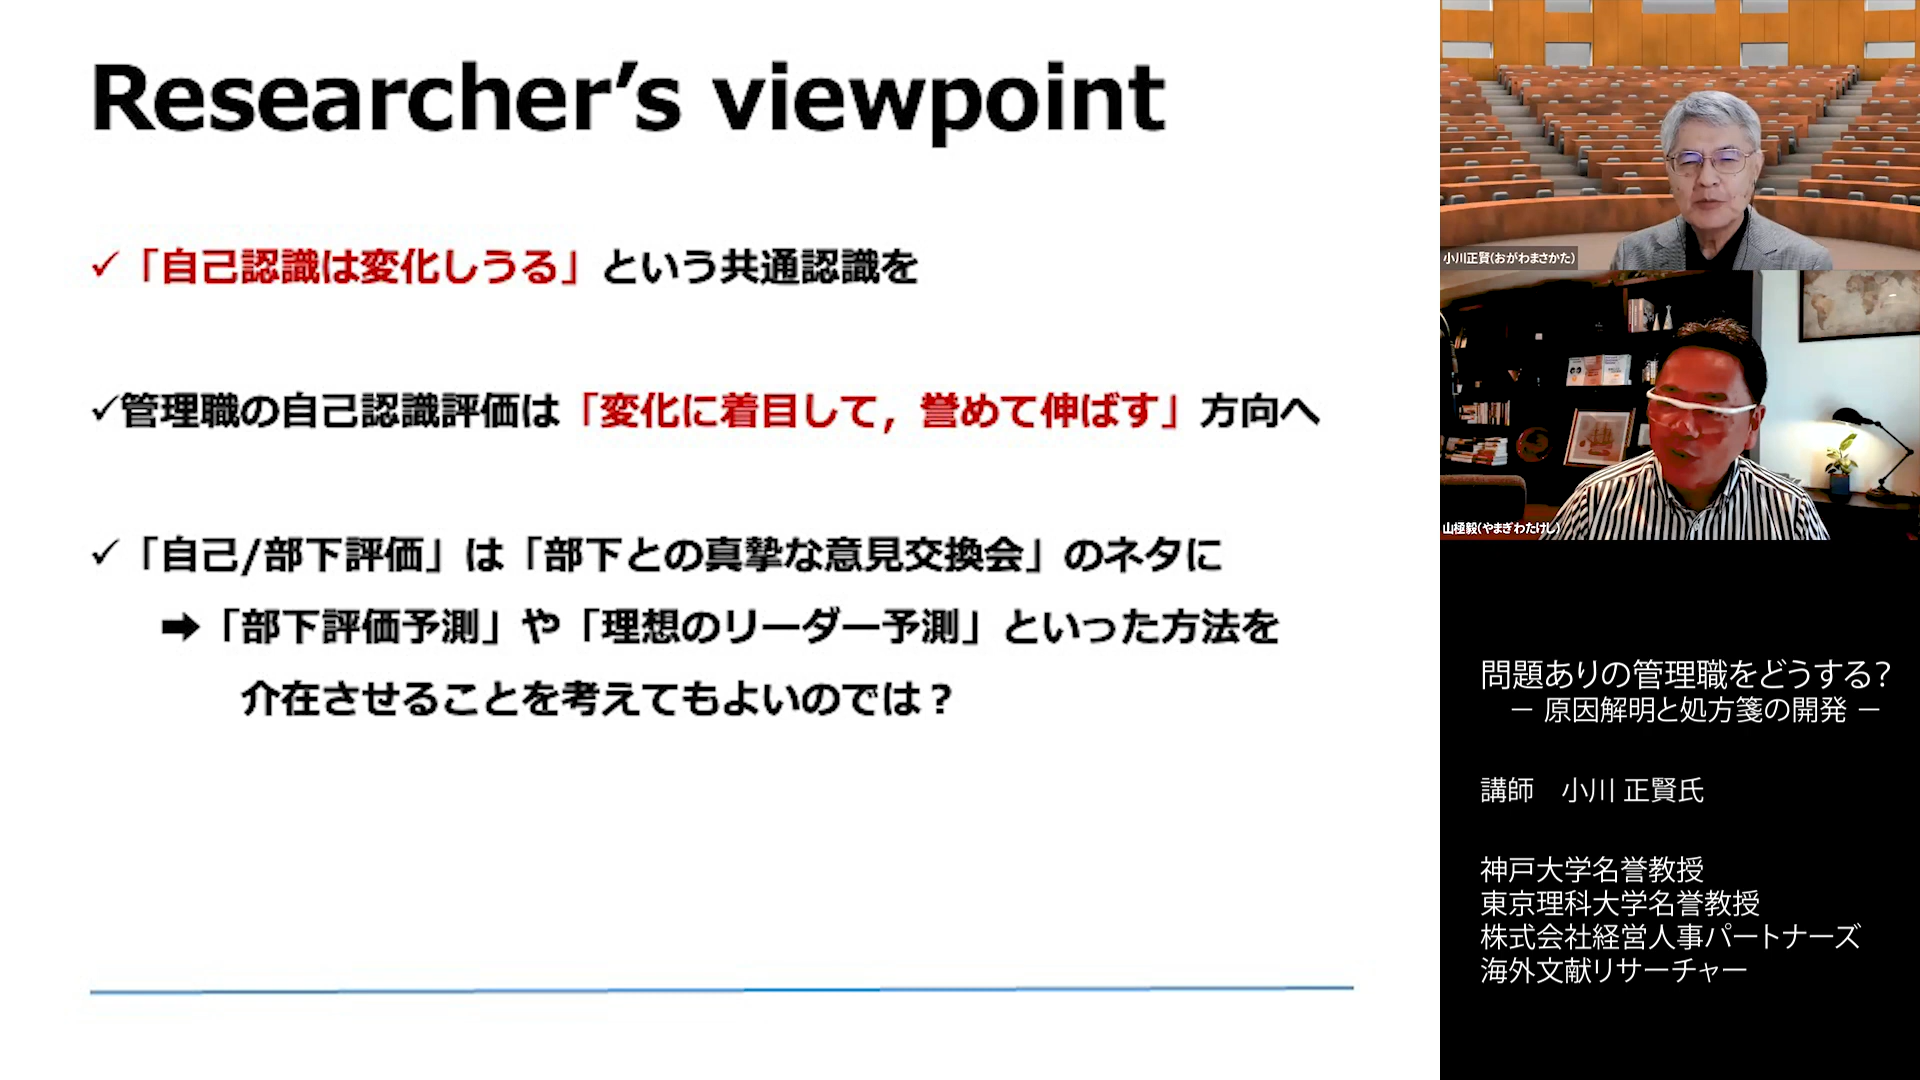 Researcher’s viewpoint
✓「自己認識は変化しうる」という共通認識を
✓管理職の自己認識評価は「変化に着目して，誉めて伸ばす」方向へ
✓「自己/部下評価」は「部下との真摯な意見交換会」のネタに
➡「部下評価予測」や「理想のリーダー予測」といった方法を
介在させることを考えてもよいのでは？
小川正賢(おがわまさかた)
山極毅(やまぎわたけし)
問題ありの管理職をどうする？
－ 原因解明と処方箋の開発 －
講師　小川 正賢氏
神戸大学名誉教授
東京理科大学名誉教授
株式会社経営人事パートナーズ
海外文献リサーチャー